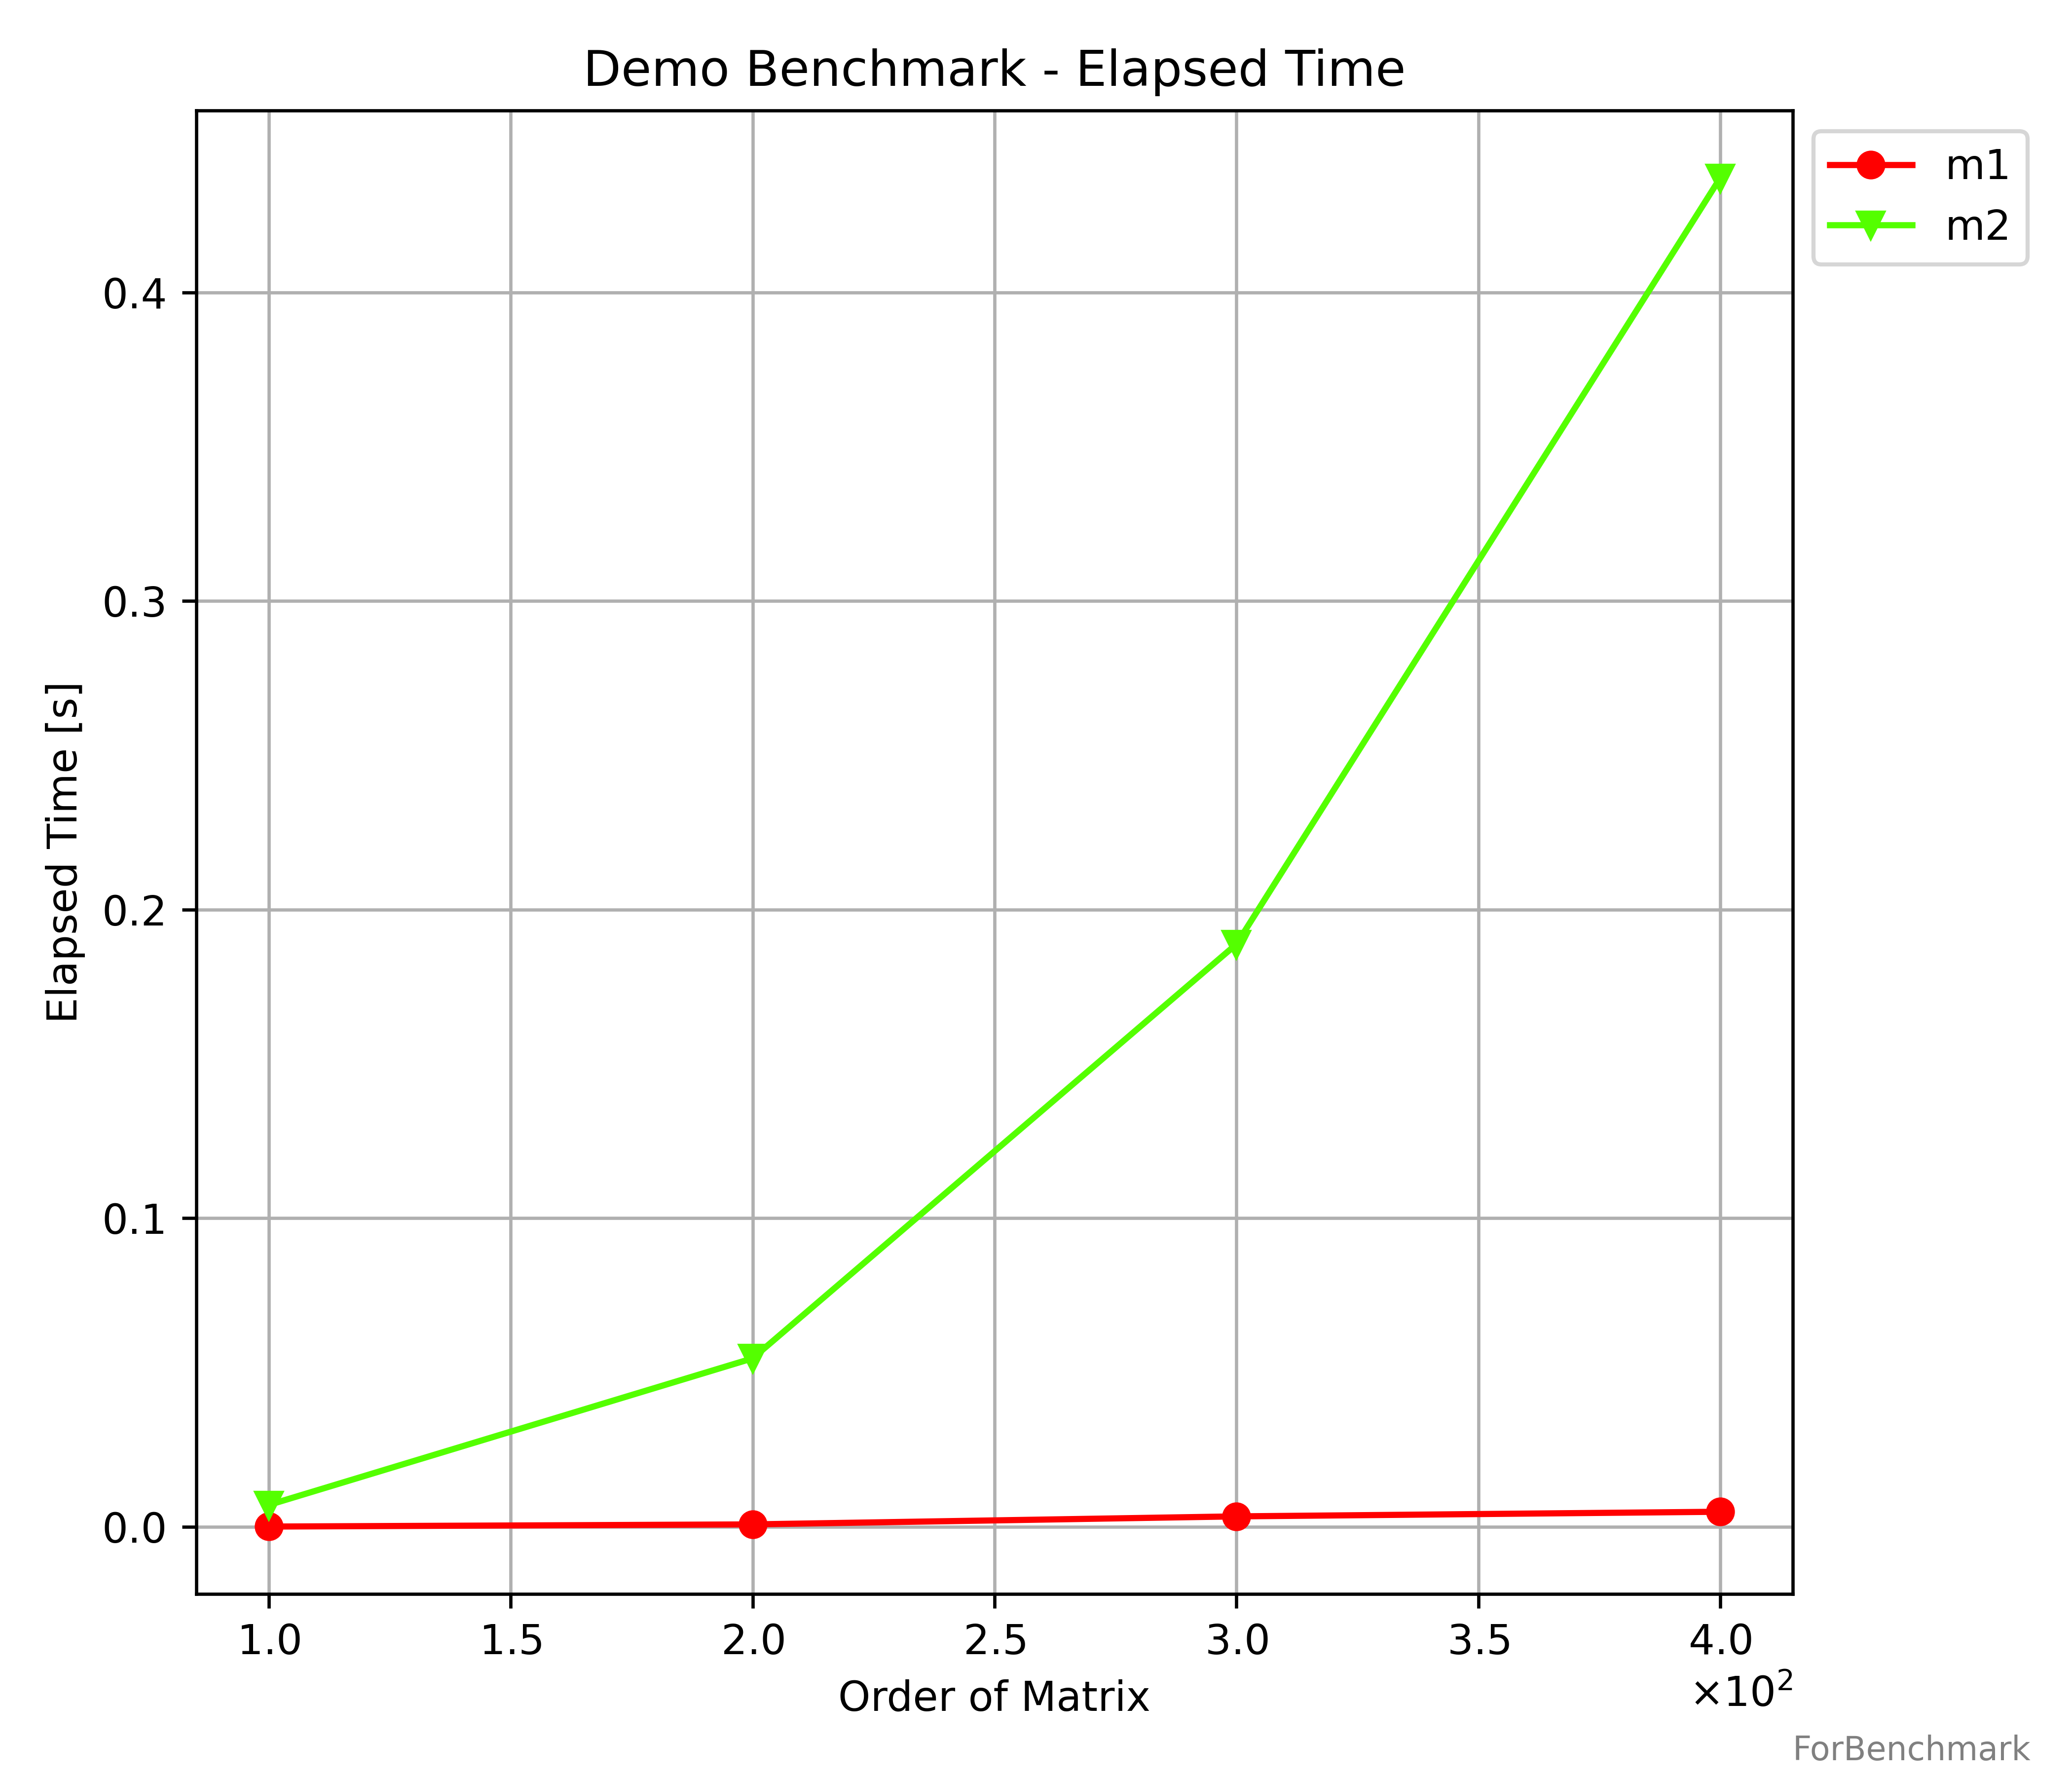 Demo Benchmark - Elapsed Time
m1
m2
0.4
0.3
0.2
0.1
0.0
Elapsed Time [s]
1.0 1.5 2.0 2.5 3.0 3.5 4.0
×10²
Order of Matrix
ForBenchmark